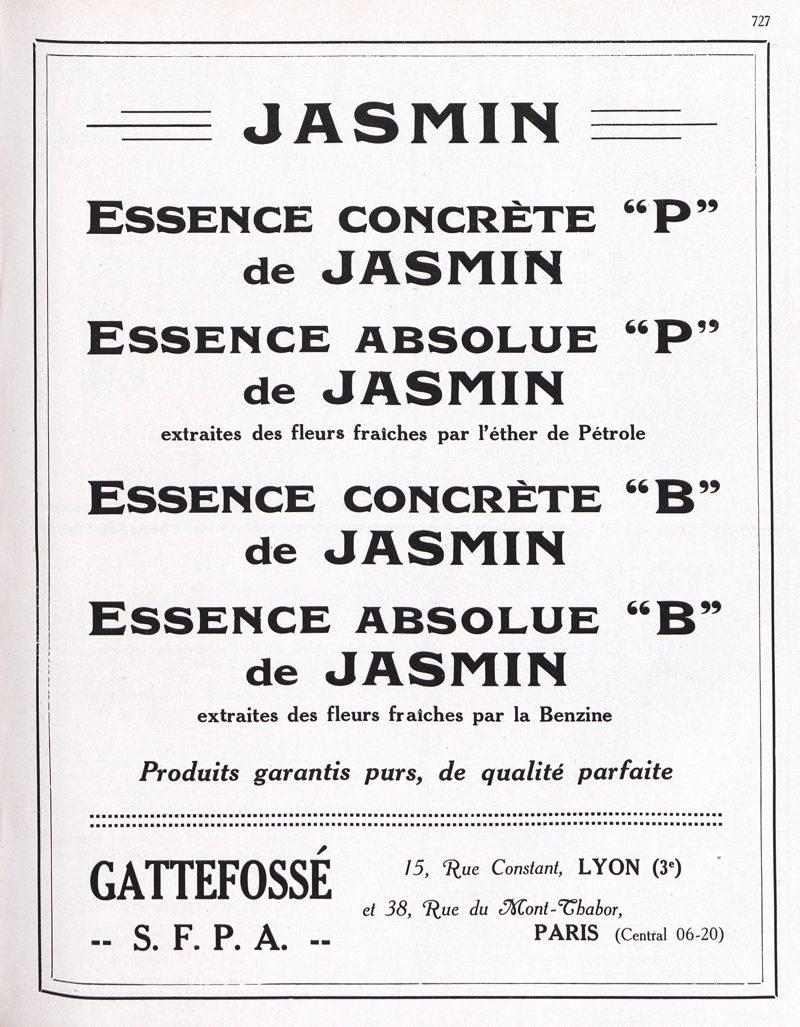 727
JASMIN
ESSENCE CONCRÈTE “P”
de JASMIN
ESSENCE ABSOLUE “P”
de JASMIN
extraites des fleurs fraîches par l’éther de Pétrole
ESSENCE CONCRÈTE “B”
de JASMIN
ESSENCE ABSOLUE “B”
de JASMIN
extraites des fleurs fraîches par la Benzine
Produits garantis purs, de qualité parfaite
GATTEFOSSÉ
-- S. F. P. A. --
15, Rue Constant, LYON (3e)
et 38, Rue du Mont-Thabor,
PARIS (Central 06-20)